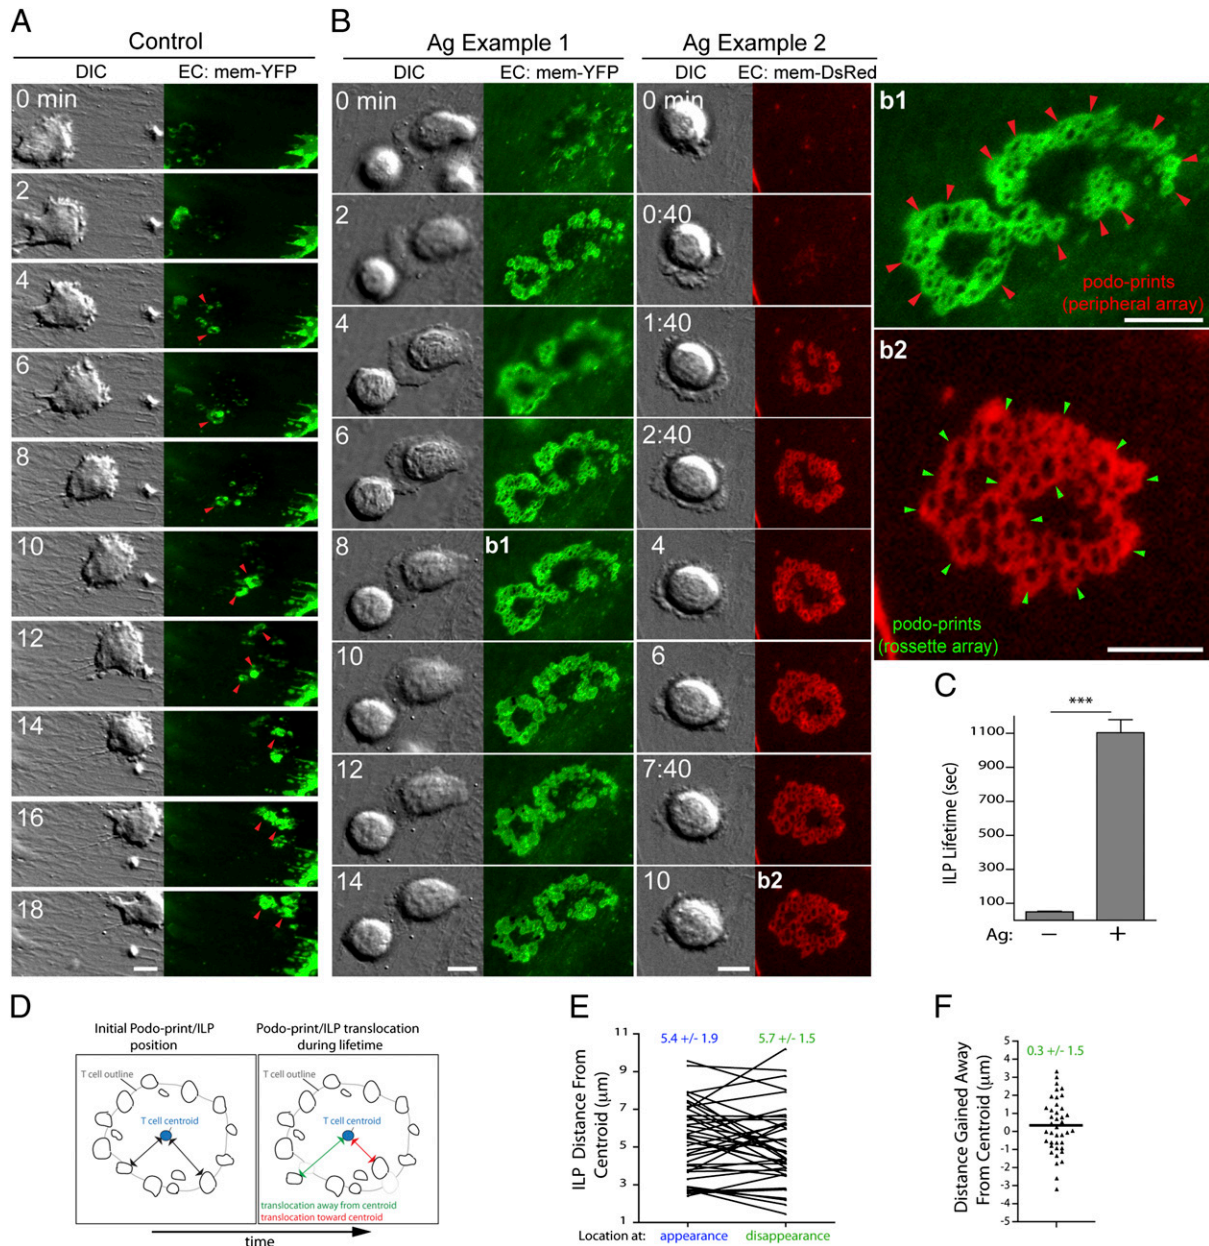 A
Control
DIC
EC: mem-YFP
0 min
2
4
6
8
10
12
14
16
18
B
Ag Example 1
DIC
EC: mem-YFP
0 min
2
4
6
8
b1
10
12
14
Ag Example 2
DIC
EC: mem-DsRed
0 min
0:40
1:40
2:40
4
6
7:40
10
b2
b1
podo-prints
(peripheral array)
b2
podo-prints
(rossette array)
C
***
ILP Lifetime (sec)
1100
900
700
500
300
100
Ag:
−
+
D
Initial Podo-print/ILP
position
T cell outline
T cell centroid
Podo-print/ILP translocation
during lifetime
T cell outline
T cell centroid
translocation away from centroid
translocation toward centroid
time
E
ILP Distance From
Centroid (μm)
11
9
7
5
3
1
5.4 +/- 1.9
5.7 +/- 1.5
Location at:
appearance
disappearance
F
Distance Gained Away
From Centroid (μm)
0.3 +/- 1.5
5
4
3
2
1
0
-1
-2
-3
-4
-5